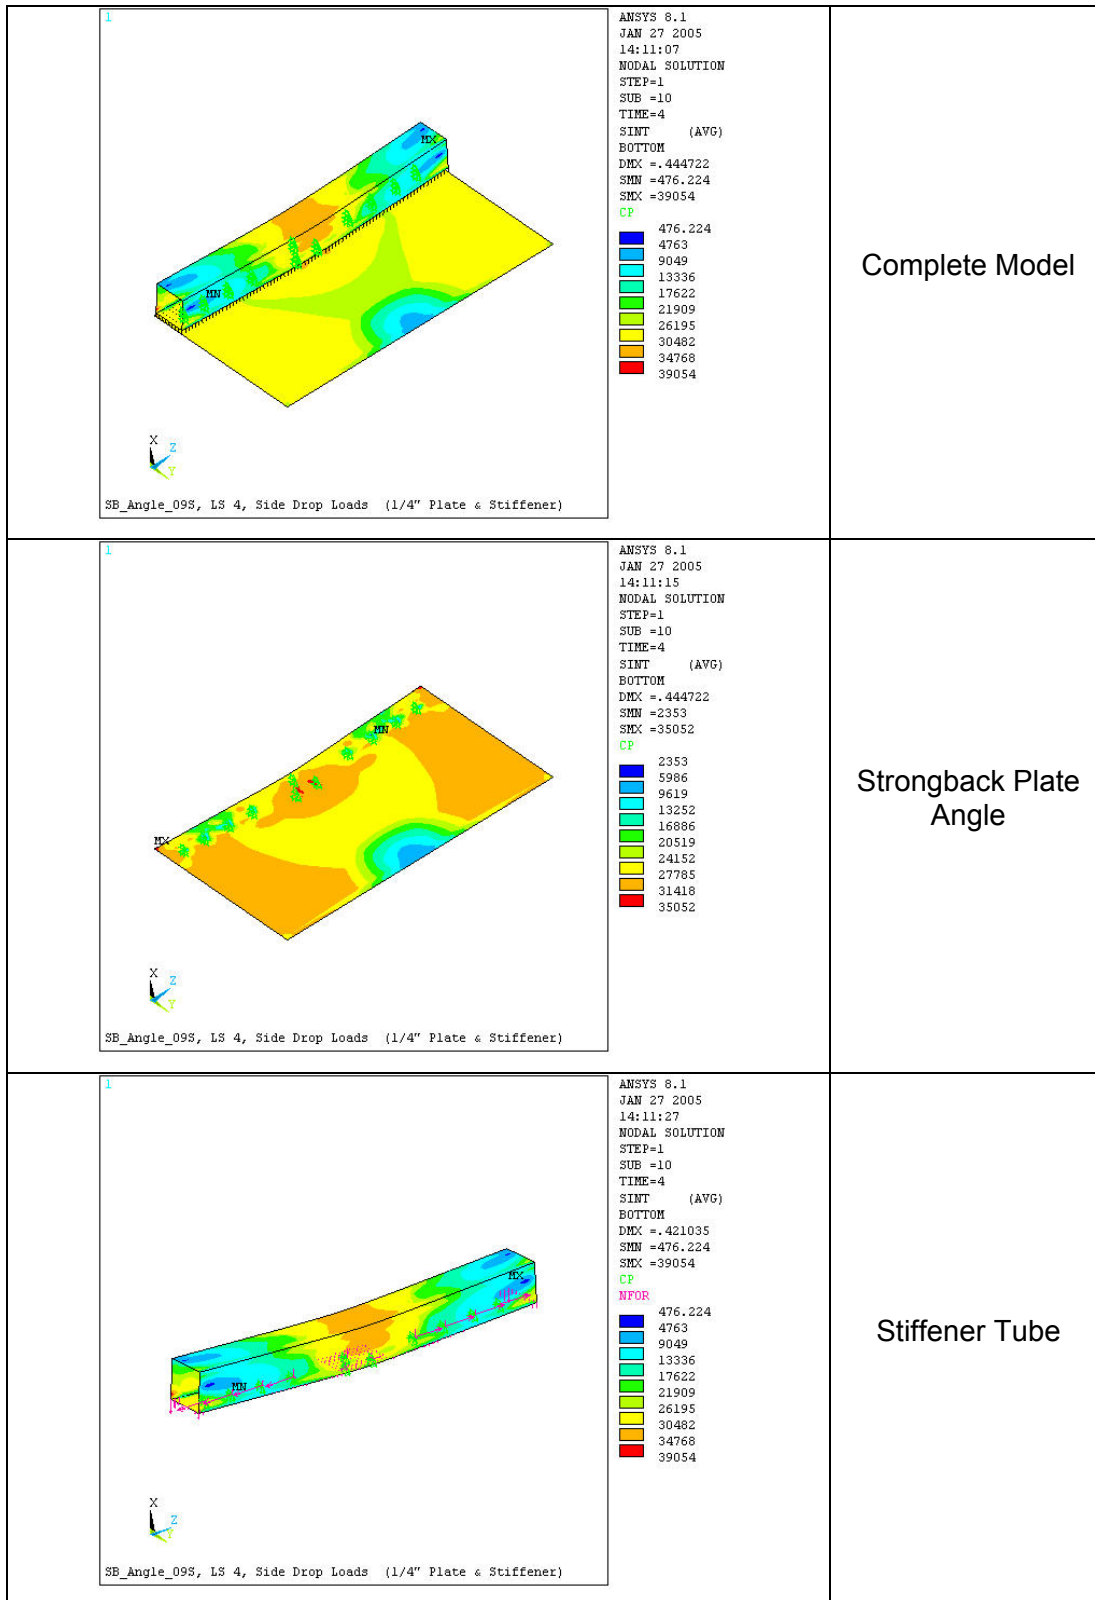 1
ANSYS 8.1
JAN 27 2005
14:11:07
NODAL SOLUTION
STEP=1
SUB =10
TIME=4
SINT (AVG)
BOTTOM
DMX =.444722
SMN =476.224
SMX =39054
CP
476.224
4763
9049
13336
17622
21909
26195
30482
34768
39054
MX
MN
X
Z
Y
SB_Angle_09S, LS 4, Side Drop Loads (1/4" Plate & Stiffener)
Complete Model
1
ANSYS 8.1
JAN 27 2005
14:11:15
NODAL SOLUTION
STEP=1
SUB =10
TIME=4
SINT (AVG)
BOTTOM
DMX =.444722
SMN =2353
SMX =35052
CP
2353
5986
9619
13252
16886
20519
24152
27785
31418
35052
MN
MX
X
Z
Y
SB_Angle_09S, LS 4, Side Drop Loads (1/4" Plate & Stiffener)
Strongback Plate
Angle
1
ANSYS 8.1
JAN 27 2005
14:11:27
NODAL SOLUTION
STEP=1
SUB =10
TIME=4
SINT (AVG)
BOTTOM
DMX =.421035
SMN =476.224
SMX =39054
CP
NFOR
476.224
4763
9049
13336
17622
21909
26195
30482
34768
39054
MX
MN
X
Z
Y
SB_Angle_09S, LS 4, Side Drop Loads (1/4" Plate & Stiffener)
Stiffener Tube